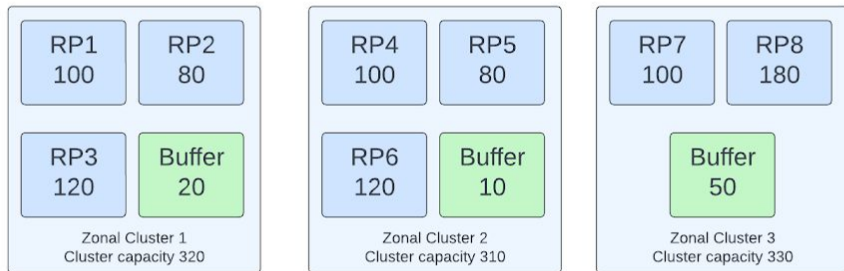 RP1
100
RP2
80
RP3
120
Buffer
20
Zonal Cluster 1
Cluster capacity 320
RP4
100
RP5
80
RP6
120
Buffer
10
Zonal Cluster 2
Cluster capacity 310
RP7
100
RP8
180
Buffer
50
Zonal Cluster 3
Cluster capacity 330